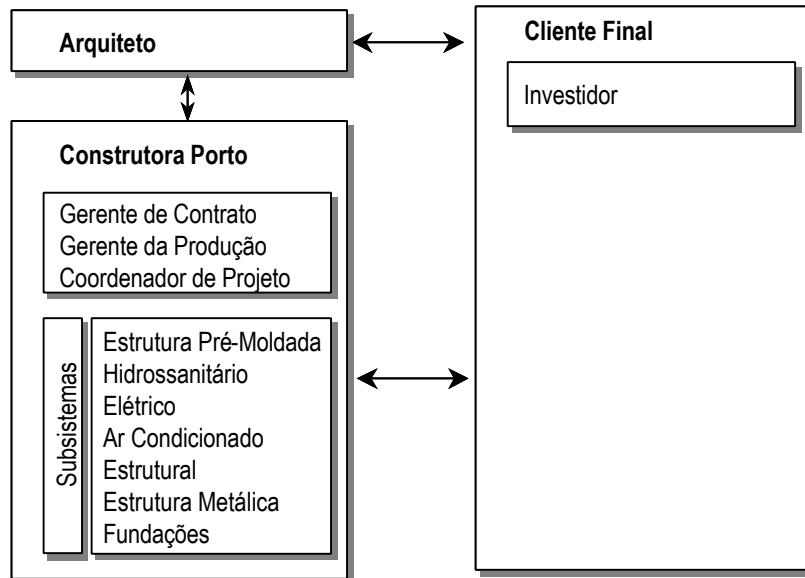 Arquiteto
Construtora Porto
Gerente de Contrato
Gerente da Produção
Coordenador de Projeto
Subsistemas
Estrutura Pré-Moldada
Hidrossanitário
Elétrico
Ar Condicionado
Estrutural
Estrutura Metálica
Fundações
Cliente Final
Investidor